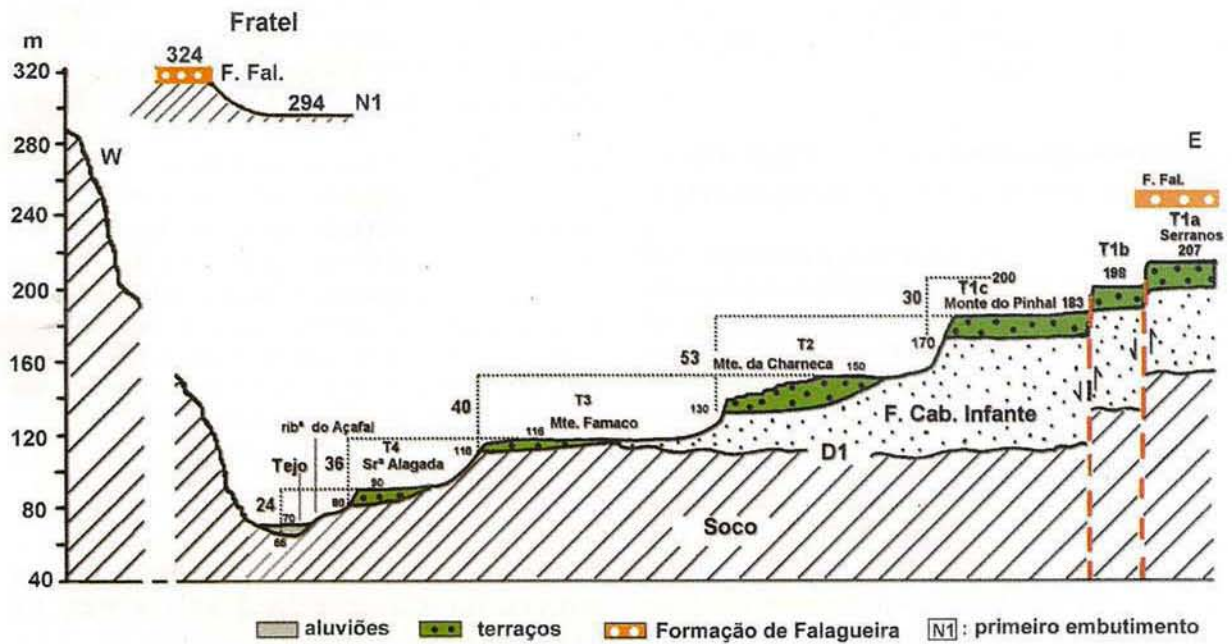 Fratel
m
324
F. Fal.
320
294 N1
280
W
E
F. Fal.
240
T1a
Serranos
207
T1b
198
200
200
30
T1c
Monte do Pinhal 183
170
160
53
T2
Mte. da Charneca 150
130
F. Cab. Infante
40
T3
116 Mte. Famaco
110
120
D1
ribª do Açafal
Tejo
36
T4
Srª Alagada
90
80
24
70
65
80
Soco
40
aluviões
terraços
Formação de Falagueira
N1 : primeiro embutimento